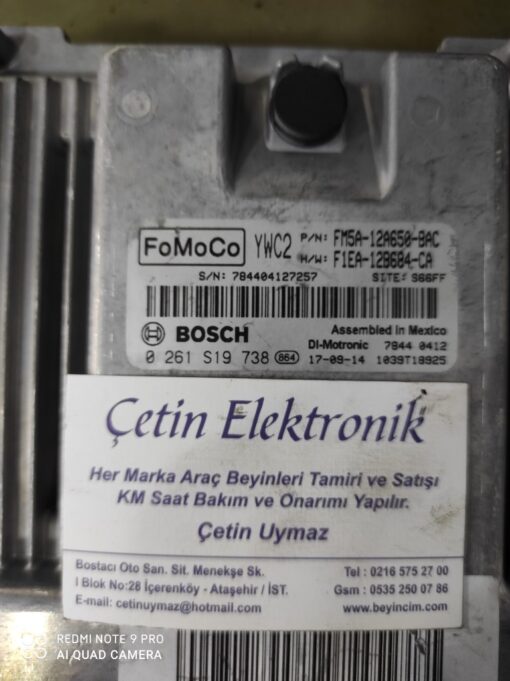 FoMoCo YWC2 P/N: FM5A-12A650-BAC
H/W: F1EA-12B684-CA
S/N: 784404127257 SITE: S66FF
BOSCH Assembled in Mexico
DI-Motronic 7844 0412
0 261 S19 738 864 17-09-14 1039T18925
Çetin Elektronik
Her Marka Araç Beyinleri Tamiri ve Satışı
KM Saat Bakım ve Onarımı Yapılır.
Çetin Uymaz
Bostacı Oto San. Sit. Menekşe Sk.
I Blok No:28 İçerenköy - Ataşehir / İST.
E-mail: cetinuymaz@hotmail.com
Tel : 0216 575 27 00
Gsm : 0535 250 07 86
www.beyincim.com
REDMI NOTE 9 PRO
AI QUAD CAMERA